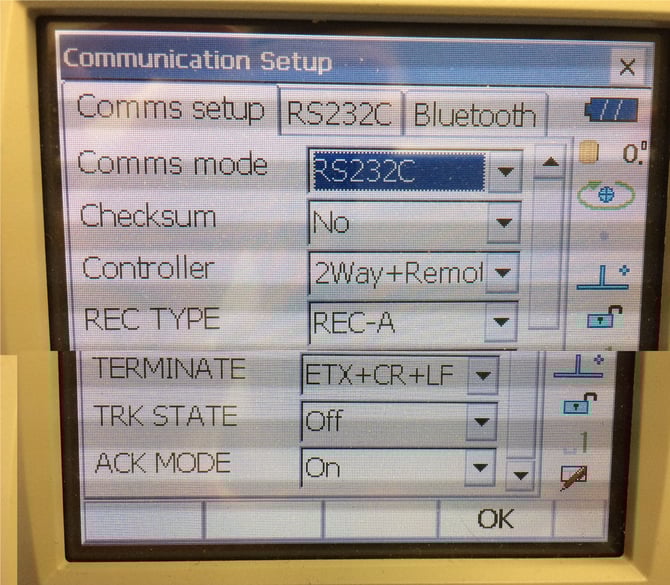 Communication Setup
Comms setup RS232C Bluetooth
Comms mode RS232C
Checksum No
Controller 2Way+Remot
REC TYPE REC-A
TERMINATE ETX+CR+LF
TRK STATE Off
ACK MODE On
OK